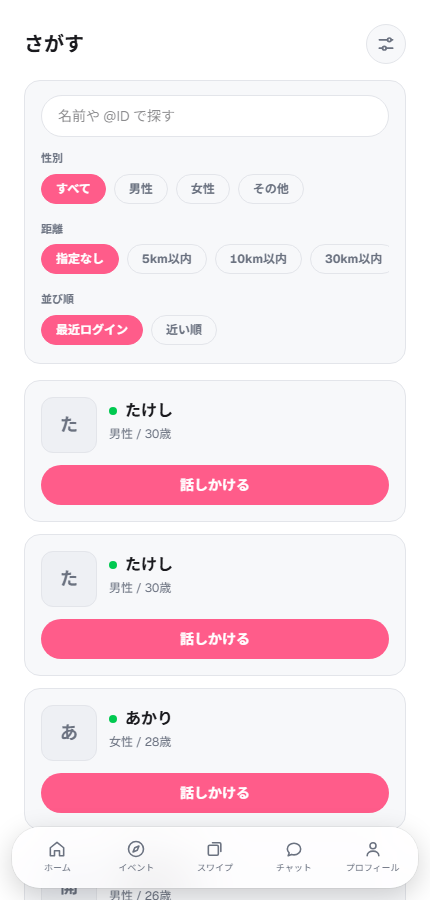 さがす
名前や @ID で探す
性別
すべて 男性 女性 その他
距離
指定なし 5km以内 10km以内 30km以内
並び順
最近ログイン 近い順
た
たけし
男性 / 30歳
話しかける
た
たけし
男性 / 30歳
話しかける
あ
あかり
女性 / 28歳
話しかける
開
男性 / 26歳
ホーム イベント スワイプ チャット プロフィール